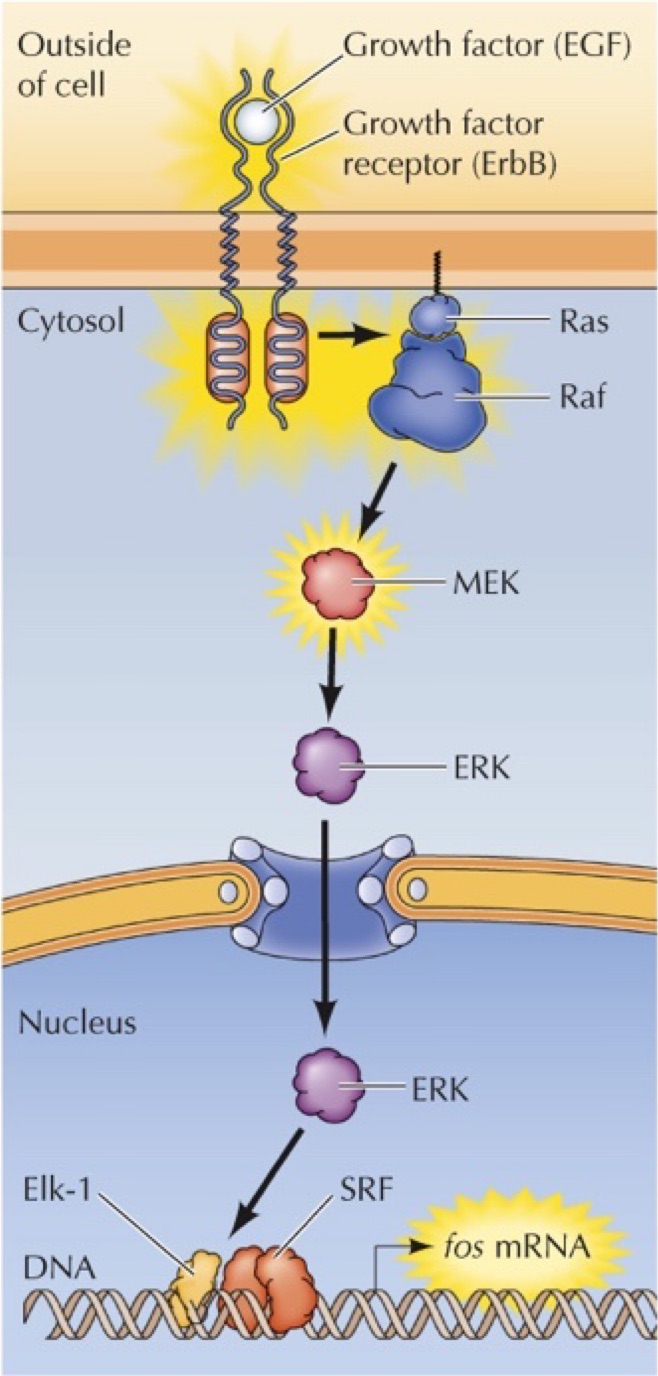 Outside
of cell
Growth factor (EGF)
Growth factor
receptor (ErbB)
Cytosol
Ras
Raf
MEK
ERK
Nucleus
ERK
Elk-1
SRF
DNA
fos mRNA